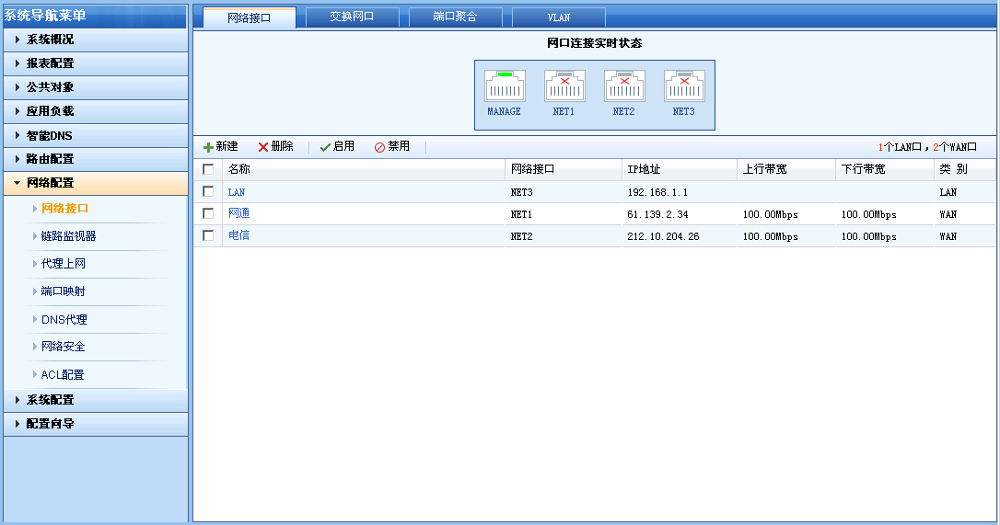 系统导航菜单
系统概况
报表配置
公共对象
应用负载
智能DNS
路由配置
网络配置
网络接口
链路监视器
代理上网
端口映射
DNS代理
网络安全
ACL配置
系统配置
配置向导
网络接口 交换网口 端口聚合 VLAN
网口连接实时状态
MANAGE NET1 NET2 NET3
新建 删除 启用 禁用 1个LAN口，2个WAN口
名称 网络接口 IP地址 上行带宽 下行带宽 类 别
LAN NET3 192.168.1.1 LAN
网通 NET1 61.139.2.34 100.00Mbps 100.00Mbps WAN
电信 NET2 212.10.204.26 100.00Mbps 100.00Mbps WAN